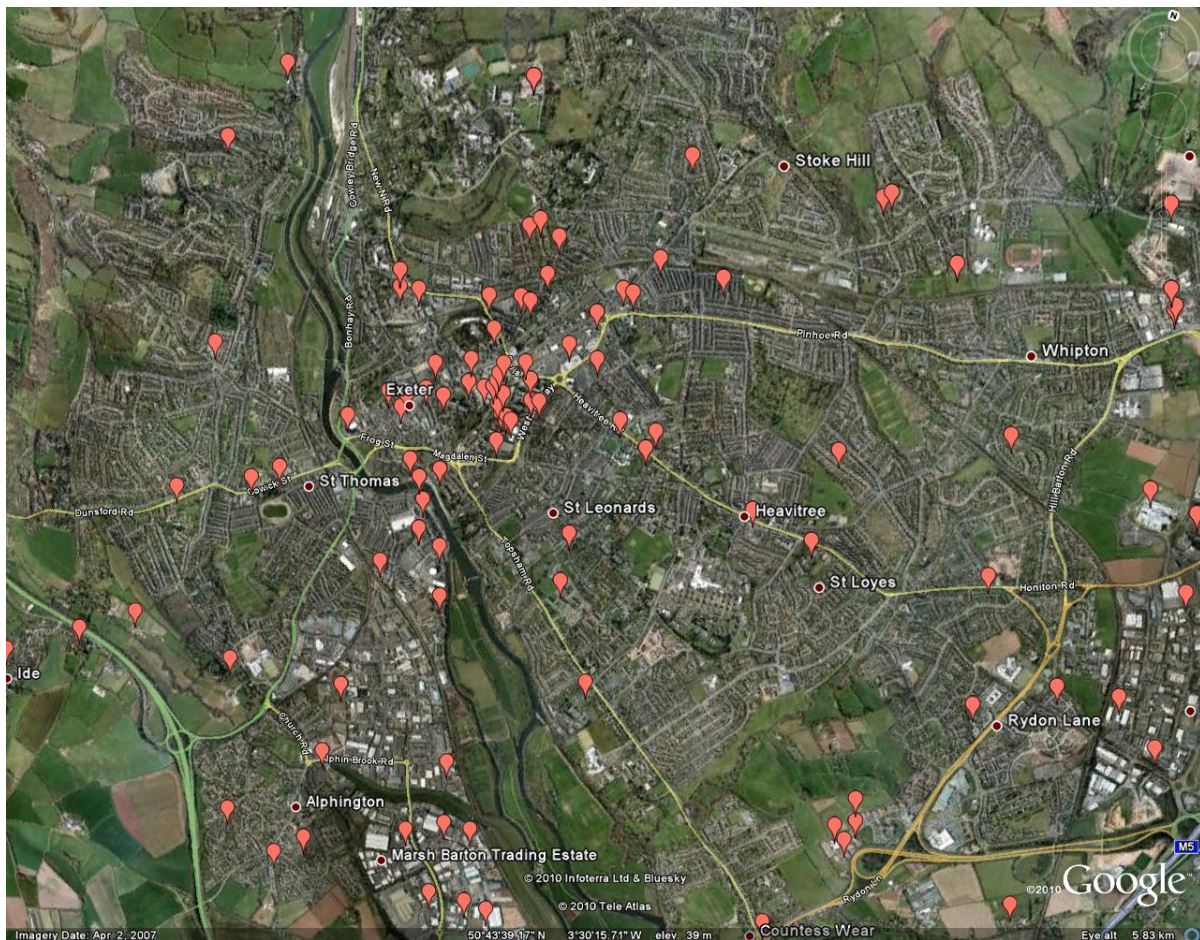 N
Stoke Hill
Cowley Bridge Rd
New N Rd
Bonhay Rd
Pinhoe Rd
Whipton
Exeter
Heavitree
Frog St
Magdalen St
Hill Barton Rd
St Thomas
Cowick St
Dunsford Rd
St Leonards
Heavitree
Topsham Rd
St Loyes
Honiton Rd
Ide
Church Rd
Rydon Lane
lphin Brook Rd
Alphington
M5
Marsh Barton Trading Estate
© 2010 Infoterra Ltd & Bluesky
Rydon Ln
©2010 Google
© 2010 Tele Atlas
Countess Wear
Imagery Date: Apr 2, 2007
50°43'39.17" N 3°30'15.71" W elev 39 m
Eye alt 5.83 km